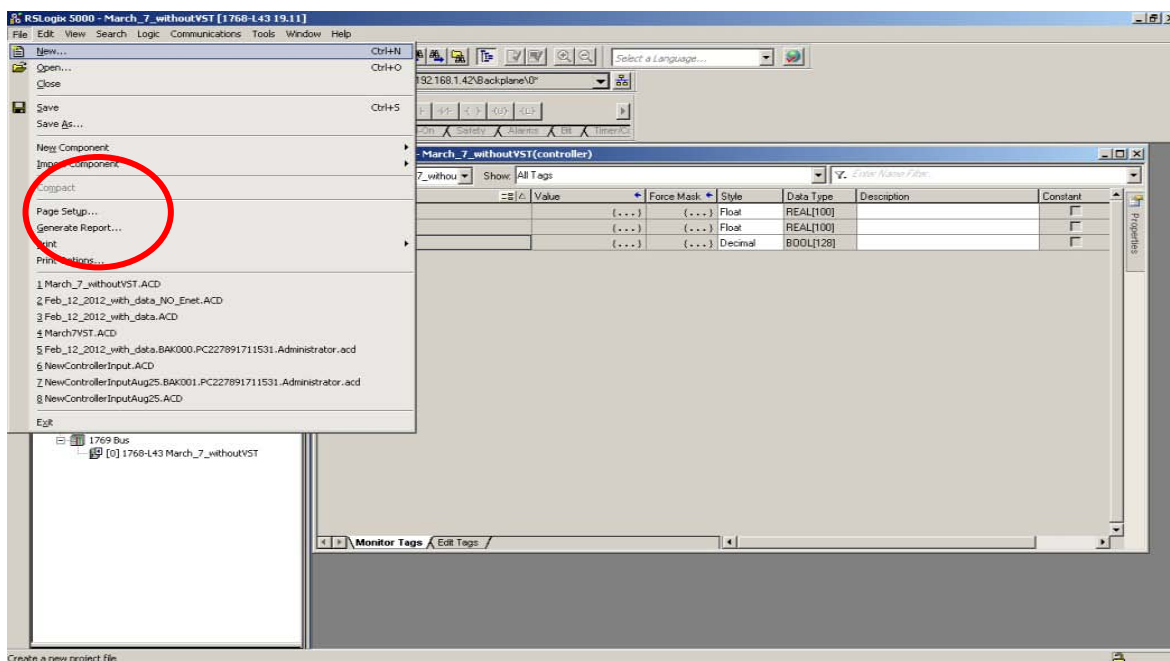 RSLogix 5000 - March_7_withoutVST [1768-L43 19.11]
File Edit View Search Logic Communications Tools Window Help
New... Ctrl+N
Open... Ctrl+O
Close
Save Ctrl+S
Save As...
New Component
Import Component
Compact
Page Setup...
Generate Report...
Print
Print Options...
1 March_7_withoutVST.ACD
2 Feb_12_2012_with_data_NO_Enet.ACD
3 Feb_12_2012_with_data.ACD
4 March7VST.ACD
5 Feb_12_2012_with_data.BAK000.PC227891711531.Administrator.acd
6 NewControllerInput.ACD
7 NewControllerInputAug25.BAK001.PC227891711531.Administrator.acd
8 NewControllerInputAug25.ACD
Exit
Select a Language...
192.168.1.42\Backplane\0*
-On Safety Alarms Bit Timer/C
- March_7_withoutVST(controller)
7_withou Show: All Tags Enter Name Filter...
Value Force Mask Style Data Type Description Constant
{...} {...} Float REAL[100]
{...} {...} Float REAL[100]
{...} {...} Decimal BOOL[128]
Properties
1769 Bus
[0] 1768-L43 March_7_withoutVST
Monitor Tags Edit Tags
Create a new project file